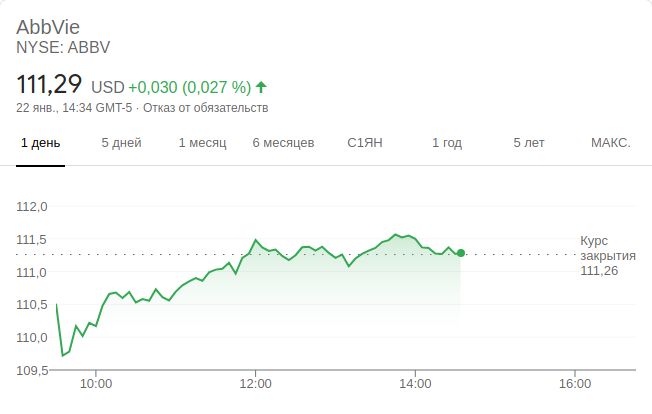 AbbVie
NYSE: ABBV
111,29 USD +0,030 (0,027 %)
22 янв., 14:34 GMT-5 · Отказ от обязательств
1 день 5 дней 1 месяц 6 месяцев С1ЯН 1 год 5 лет МАКС.
112,0
111,5
111,0
110,5
110,0
109,5
Курс
закрытия
111,26
10:00 12:00 14:00 16:00